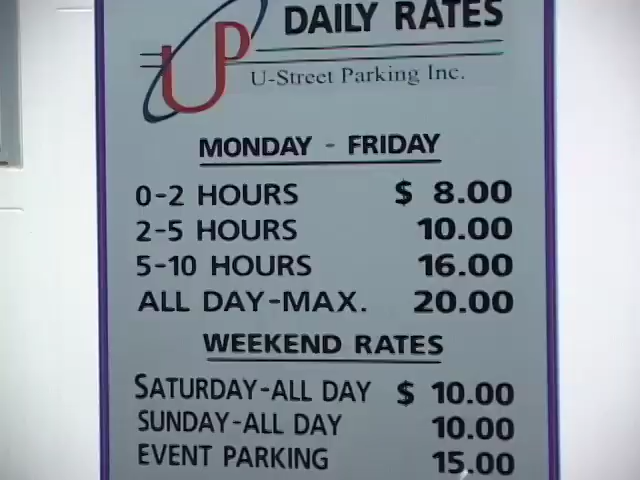 DAILY RATES
UP
U-Street Parking Inc.
MONDAY - FRIDAY
0-2 HOURS $ 8.00
2-5 HOURS 10.00
5-10 HOURS 16.00
ALL DAY-MAX. 20.00
WEEKEND RATES
SATURDAY-ALL DAY $ 10.00
SUNDAY-ALL DAY 10.00
EVENT PARKING 15.00